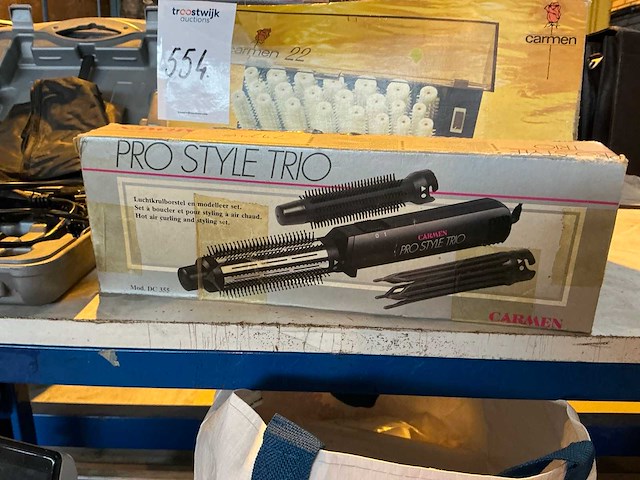 troostwijk
auctions
554
carmen 22
carmen
PRO STYLE TRIO
Luchtkrulborstel en modelleer set.
Set à boucler et pour styling à air chaud.
Hot air curling and styling set.
CARMEN
PRO STYLE TRIO
Mod. DC 355
CARMEN